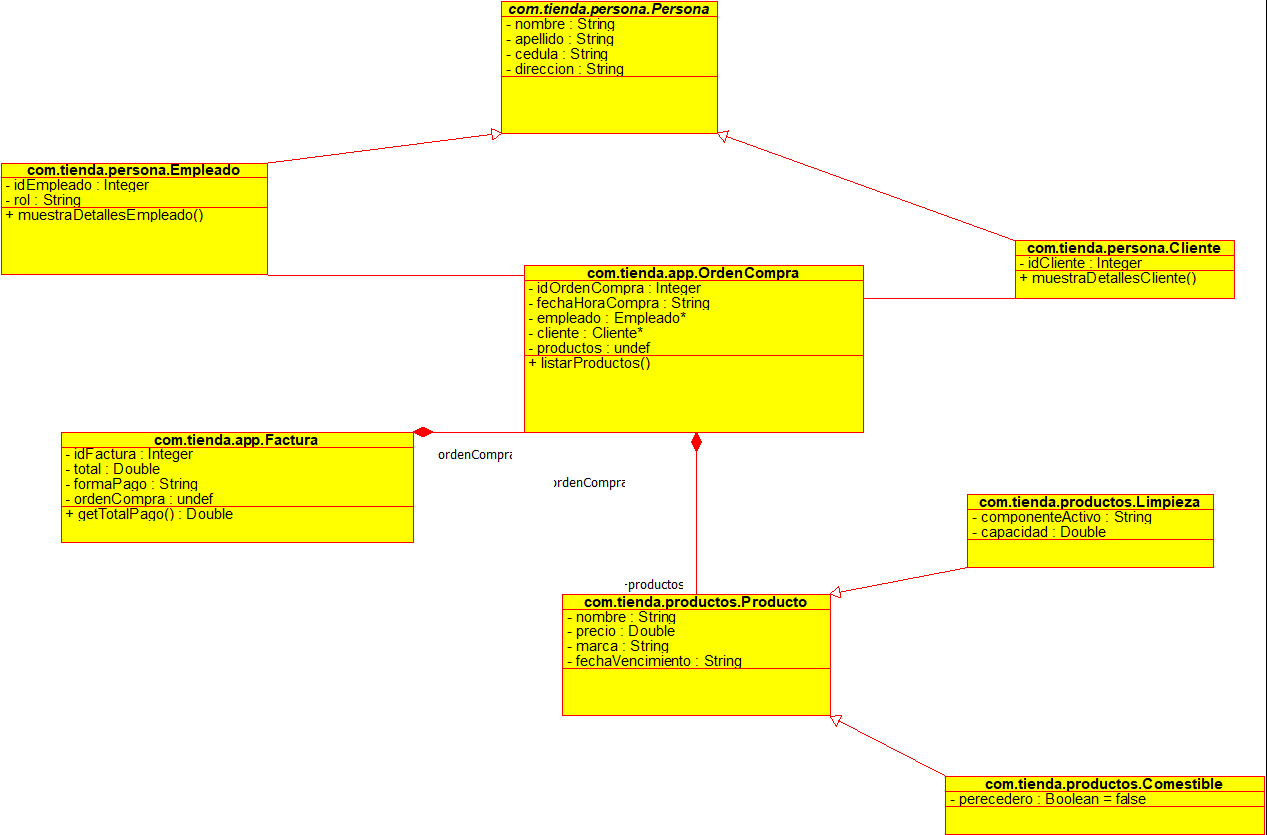 com.tienda.persona.Persona
- nombre : String
- apellido : String
- cedula : String
- direccion : String
com.tienda.persona.Empleado
- idEmpleado : Integer
- rol : String
+ muestraDetallesEmpleado()
com.tienda.persona.Cliente
- idCliente : Integer
+ muestraDetallesCliente()
com.tienda.app.OrdenCompra
- idOrdenCompra : Integer
- fechaHoraCompra : String
- empleado : Empleado*
- cliente : Cliente*
- productos : undef
+ listarProductos()
com.tienda.app.Factura
- idFactura : Integer
- total : Double
- formaPago : String
- ordenCompra : undef
+ getTotalPago() : Double
ordenCompra
ordenCompra
com.tienda.productos.Limpieza
- componenteActivo : String
- capacidad : Double
-productos
com.tienda.productos.Producto
- nombre : String
- precio : Double
- marca : String
- fechaVencimiento : String
com.tienda.productos.Comestible
- perecedero : Boolean = false